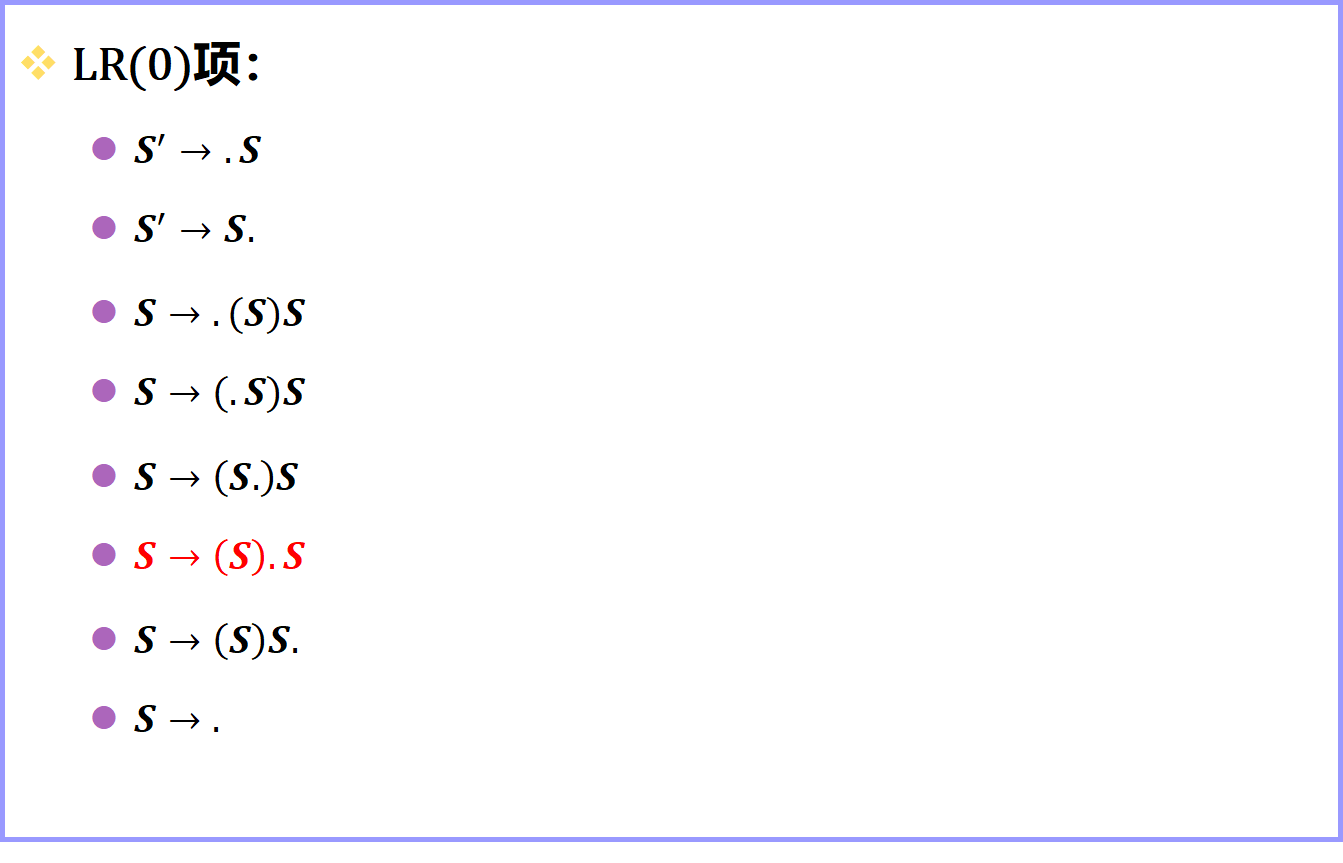 LR(0)项：
S′ → .S
S′ → S.
S → .(S)S
S → (.S)S
S → (S.)S
S → (S).S
S → (S)S.
S → .